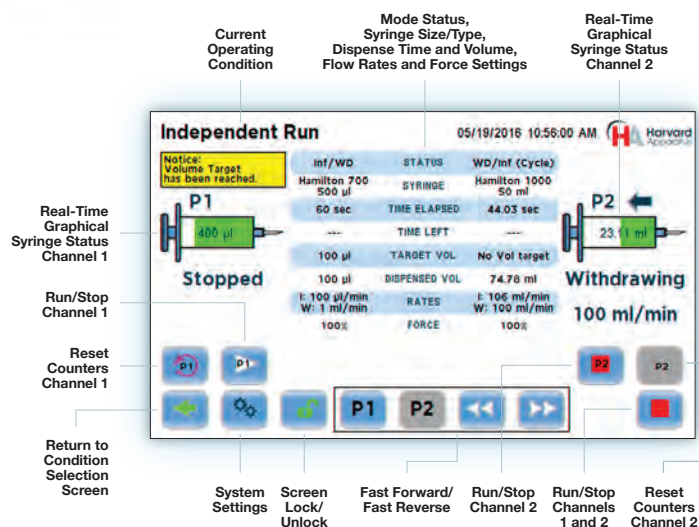 Current
Operating
Condition
Mode Status,
Syringe Size/Type,
Dispense Time and Volume,
Flow Rates and Force Settings
Real-Time
Graphical
Syringe Status
Channel 2
Independent Run
05/19/2016 10:56:00 AM
HA Harvard
Apparatus
Notice:
Volume Target
has been reached.
Inf/WD STATUS WD/Inf (Cycle)
Hamilton 700
500 µl
SYRINGE
Hamilton 1000
50 ml
60 sec TIME ELAPSED 44.03 sec
--- TIME LEFT ---
100 µl TARGET VOL No Vol target
100 µl DISPENSED VOL 74.78 ml
I: 100 µl/min
W: 1 ml/min
RATES
I: 106 ml/min
W: 100 ml/min
100% FORCE 100%
P1
400 µl
Stopped
P2
23.11 ml
Withdrawing
100 ml/min
P1
P1
P2
P2
P1
P2
Real-Time
Graphical
Syringe Status
Channel 1
Run/Stop
Channel 1
Reset
Counters
Channel 1
Return to
Condition
Selection
Screen
System
Settings
Screen
Lock/
Unlock
Fast Forward/
Fast Reverse
Run/Stop
Channel 2
Run/Stop
Channels
1 and 2
Reset
Counters
Channel 2